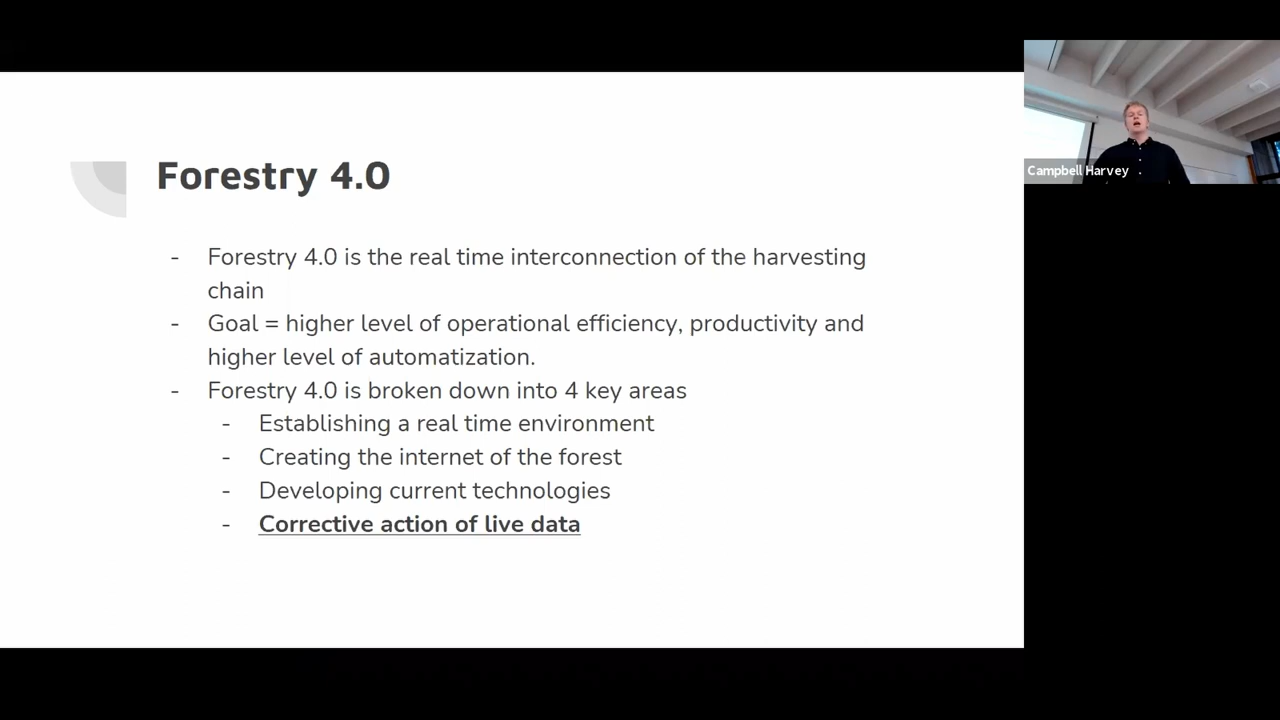 Forestry 4.0
- Forestry 4.0 is the real time interconnection of the harvesting
chain
- Goal = higher level of operational efficiency, productivity and
higher level of automatization.
- Forestry 4.0 is broken down into 4 key areas
- Establishing a real time environment
- Creating the internet of the forest
- Developing current technologies
- Corrective action of live data
Campbell Harvey